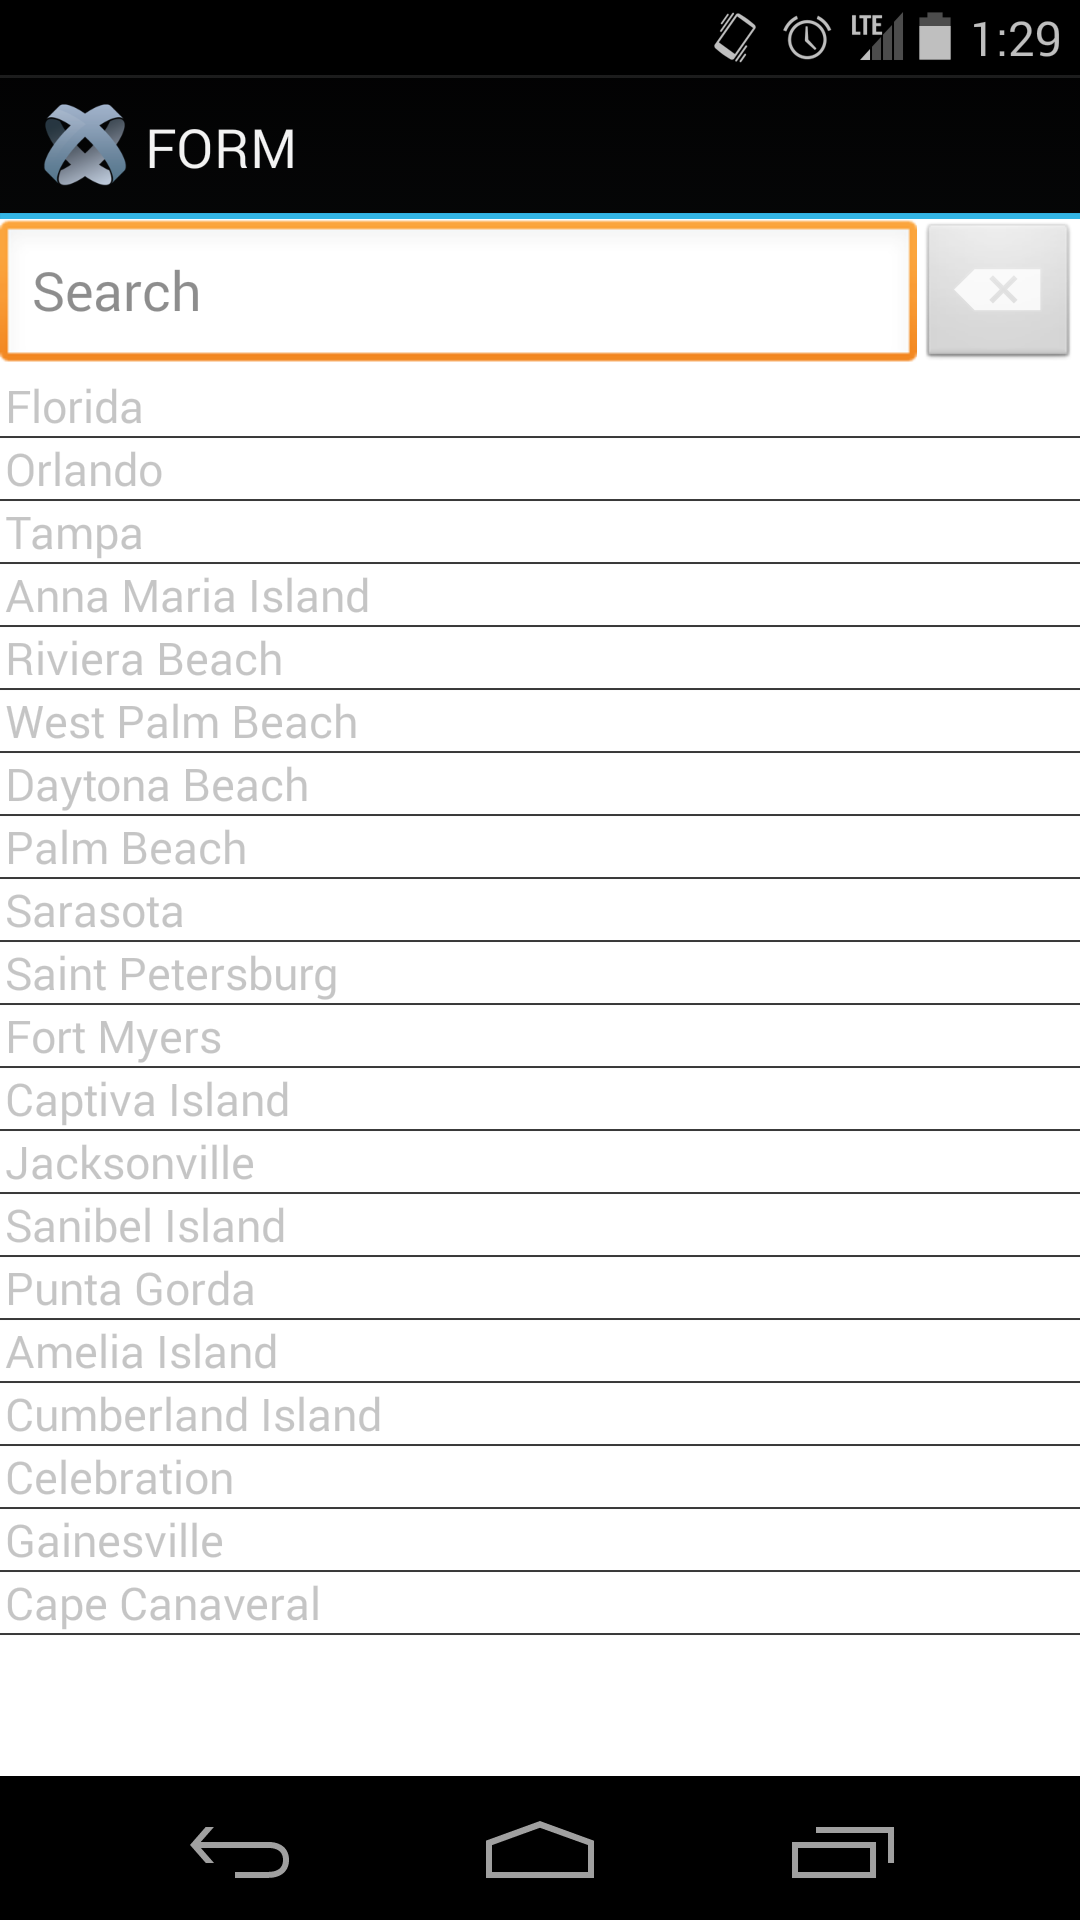 LTE 1:29
FORM
Search
Florida
Orlando
Tampa
Anna Maria Island
Riviera Beach
West Palm Beach
Daytona Beach
Palm Beach
Sarasota
Saint Petersburg
Fort Myers
Captiva Island
Jacksonville
Sanibel Island
Punta Gorda
Amelia Island
Cumberland Island
Celebration
Gainesville
Cape Canaveral